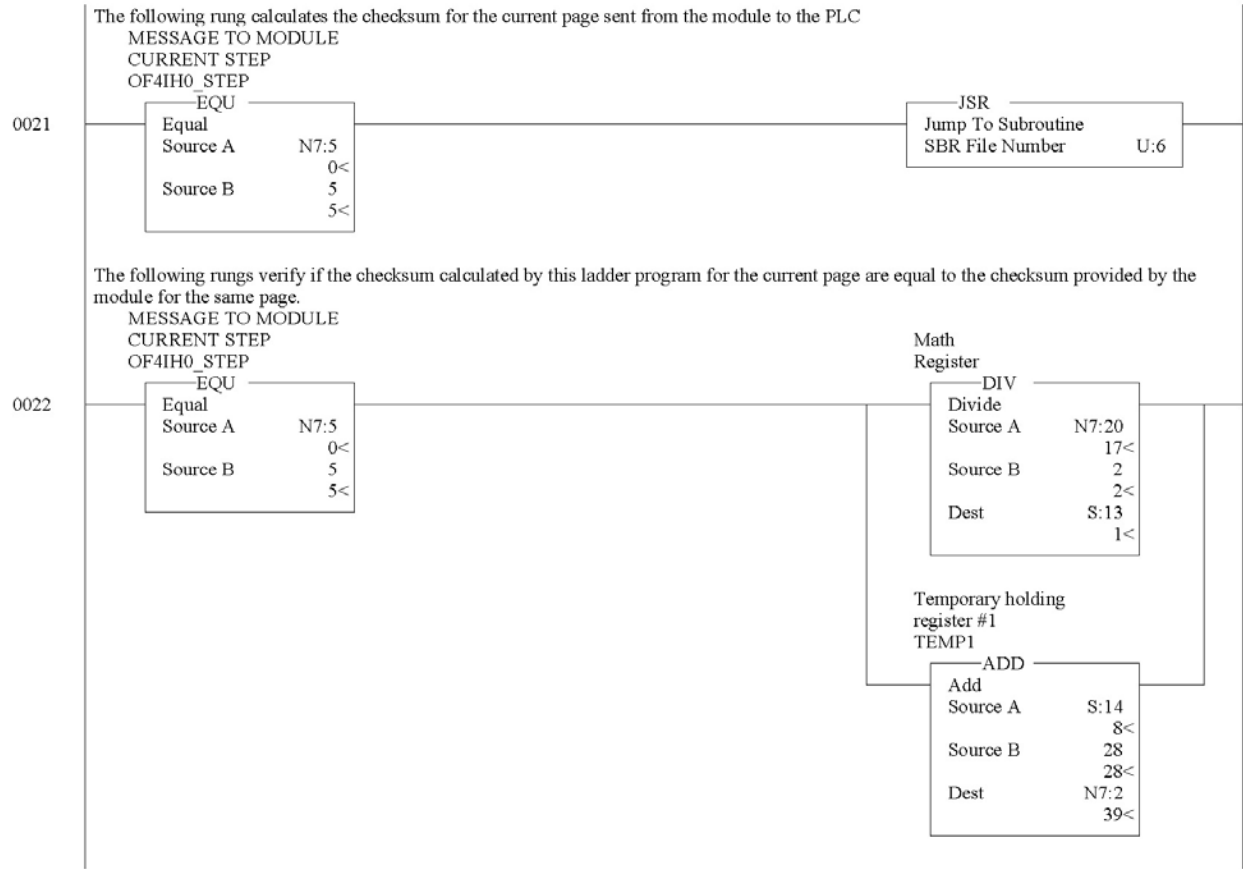 The following rung calculates the checksum for the current page sent from the module to the PLC
MESSAGE TO MODULE
CURRENT STEP
OF4IH0_STEP
0021
EQU
Equal
Source A N7:5
0<
Source B 5
5<
JSR
Jump To Subroutine
SBR File Number U:6
The following rungs verify if the checksum calculated by this ladder program for the current page are equal to the checksum provided by the
module for the same page.
MESSAGE TO MODULE
CURRENT STEP
OF4IH0_STEP
0022
EQU
Equal
Source A N7:5
0<
Source B 5
5<
Math
Register
DIV
Divide
Source A N7:20
17<
Source B 2
2<
Dest S:13
1<
Temporary holding
register #1
TEMP1
ADD
Add
Source A S:14
8<
Source B 28
28<
Dest N7:2
39<